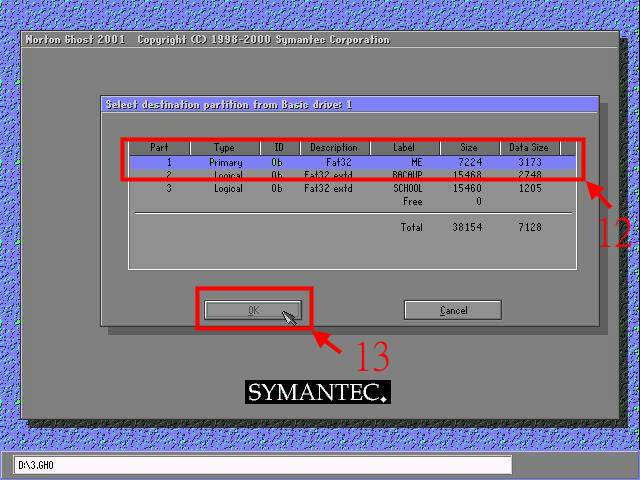 Norton Ghost 2001 Copyright (C) 1998-2000 Symantec Corporation
Select destination partition from Basic drive: 1
Part Type ID Description Label Size Data Size
1 Primary 0b Fat32 ME 7224 3173
2 Logical 0b Fat32 extd BACAUP 15468 2748
3 Logical 0b Fat32 extd SCHOOL 15460 1205
Free 0
Total 38154 7128
12
OK Cancel
13
SYMANTEC.
D:\3.GHO